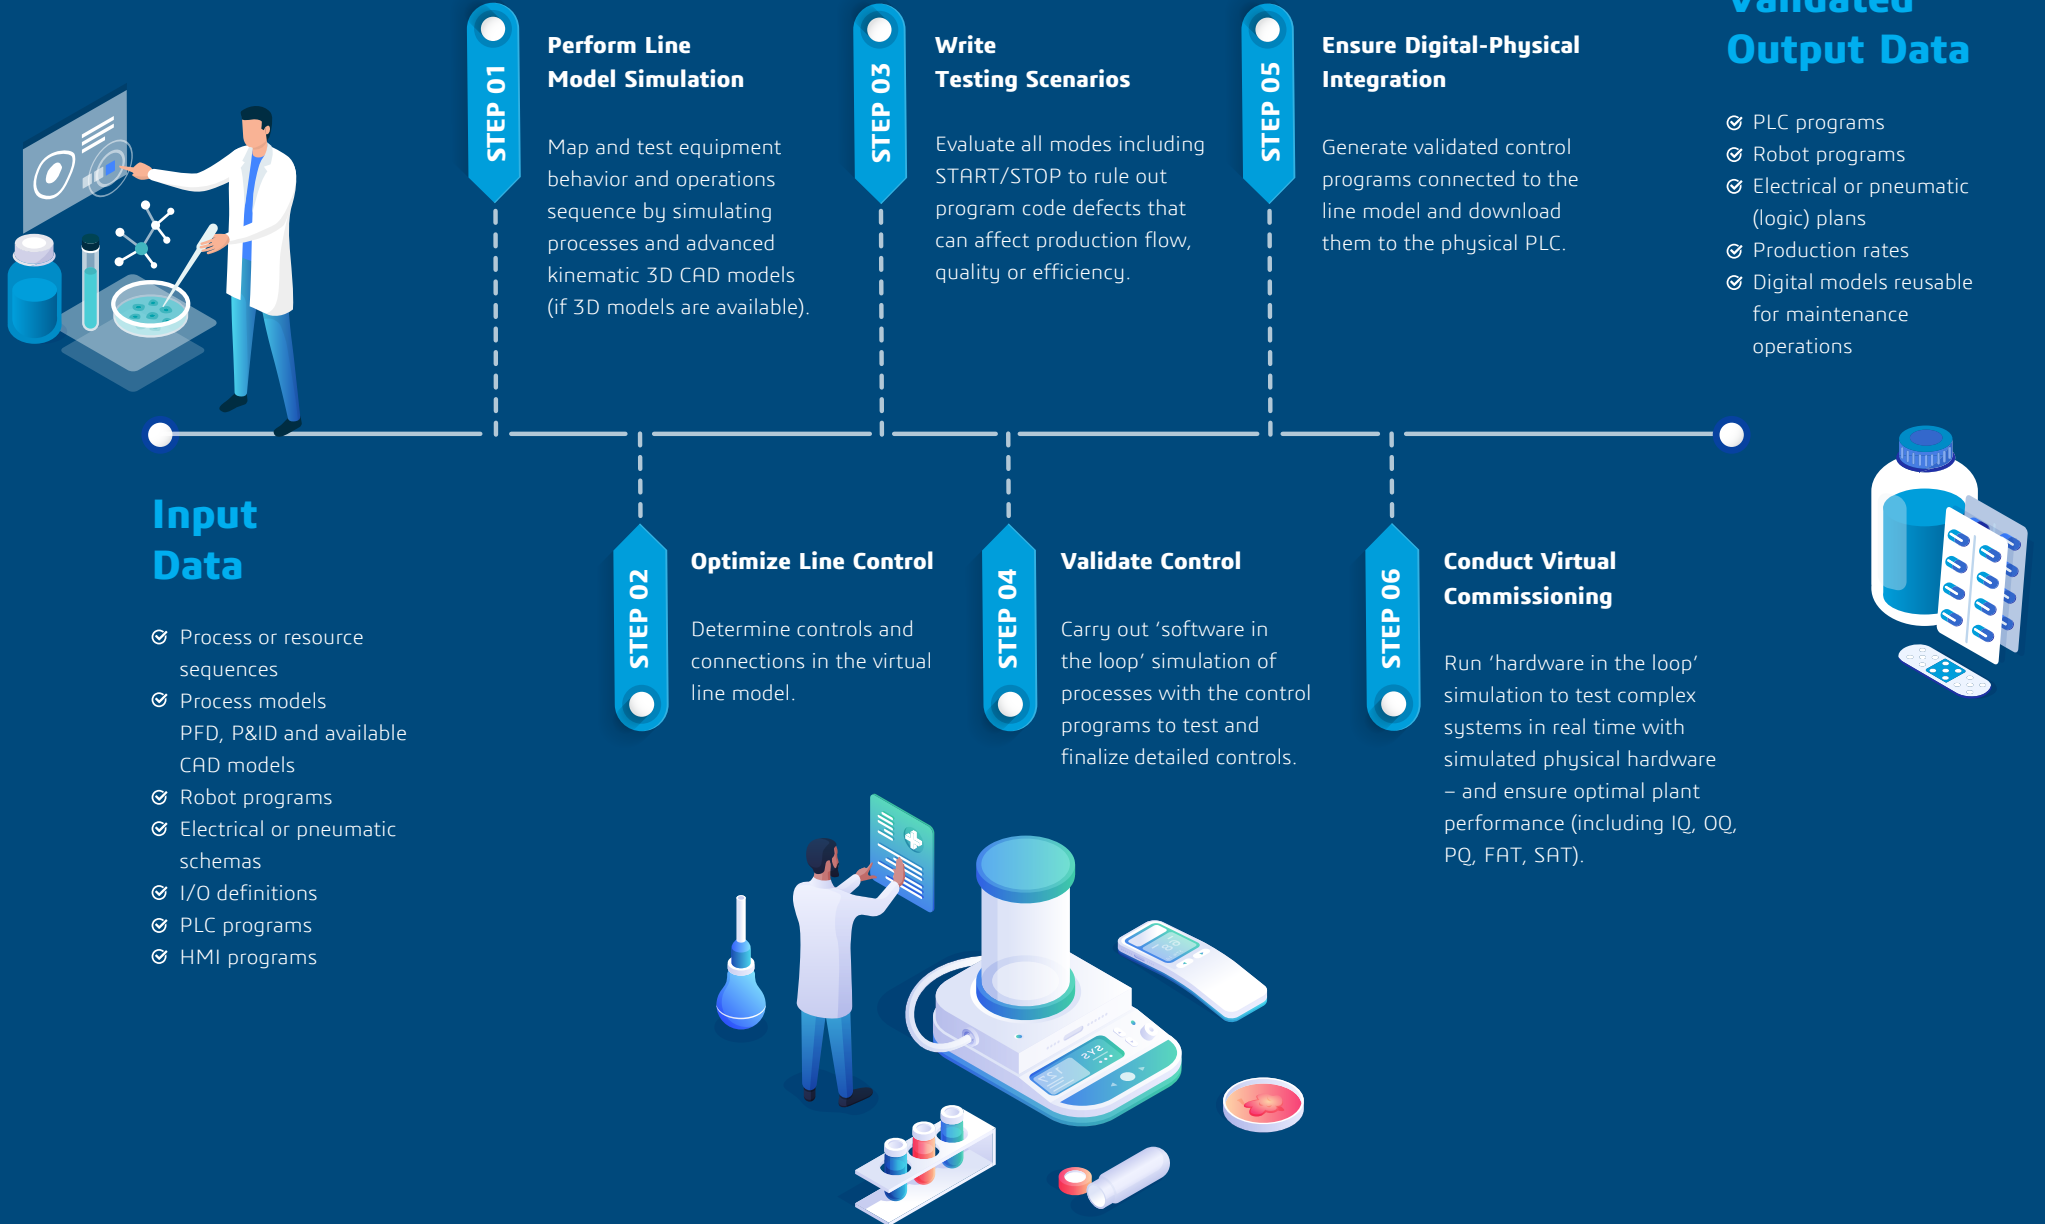 STEP 01
Perform Line
Model Simulation
Map and test equipment
behavior and operations
sequence by simulating
processes and advanced
kinematic 3D CAD models
(if 3D models are available).
STEP 03
Write
Testing Scenarios
Evaluate all modes including
START/STOP to rule out
program code defects that
can affect production flow,
quality or efficiency.
STEP 05
Ensure Digital-Physical
Integration
Generate validated control
programs connected to the
line model and download
them to the physical PLC.
Validated
Output Data
PLC programs
Robot programs
Electrical or pneumatic
(logic) plans
Production rates
Digital models reusable
for maintenance
operations
Input
Data
Process or resource
sequences
Process models
PFD, P&ID and available
CAD models
Robot programs
Electrical or pneumatic
schemas
I/O definitions
PLC programs
HMI programs
STEP 02
Optimize Line Control
Determine controls and
connections in the virtual
line model.
STEP 04
Validate Control
Carry out ‘software in
the loop’ simulation of
processes with the control
programs to test and
finalize detailed controls.
STEP 06
Conduct Virtual
Commissioning
Run ‘hardware in the loop’
simulation to test complex
systems in real time with
simulated physical hardware
– and ensure optimal plant
performance (including IQ, OQ,
PQ, FAT, SAT).
SYS